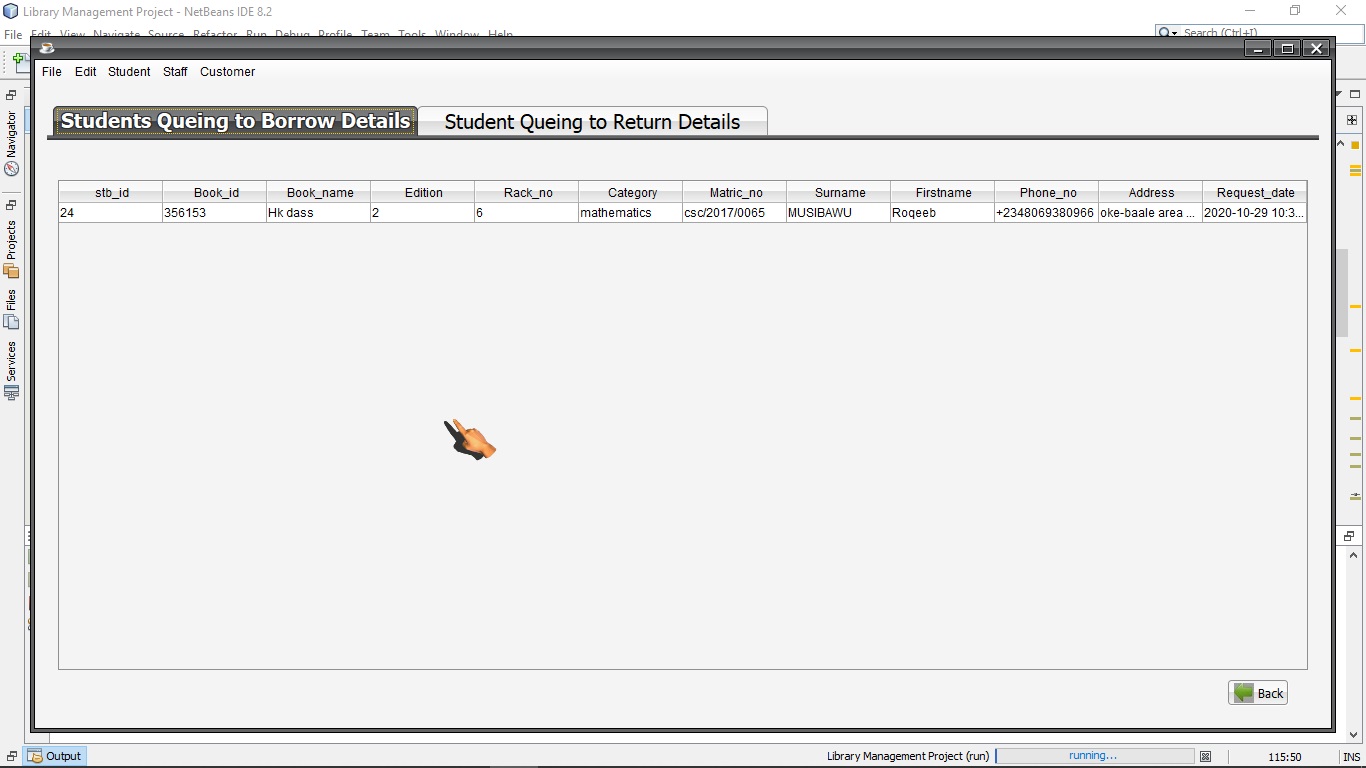 Library Management Project - NetBeans IDE 8.2
File Edit View Navigate Source Refactor Run Debug Profile Team Tools Window Help
Search (Ctrl+I)
File Edit Student Staff Customer
Students Queing to Borrow Details Student Queing to Return Details
stb_id Book_id Book_name Edition Rack_no Category Matric_no Surname Firstname Phone_no Address Request_date
24 356153 Hk dass 2 6 mathematics csc/2017/0065 MUSIBAWU Roqeeb +2348069380966 oke-baale area ... 2020-10-29 10:3...
Navigator
Projects
Files
Services
Back
Output Library Management Project (run) running... 115:50 INS